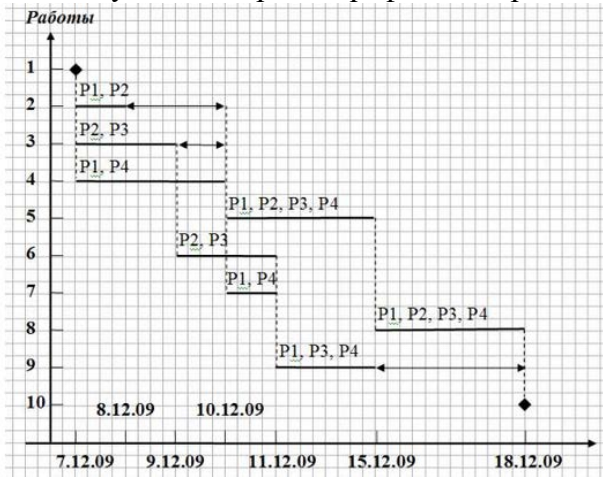 Работы
1
P1, P2
2
P2, P3
3
P1, P4
4
P1, P2, P3, P4
5
P2, P3
6
P1, P4
7
P1, P2, P3, P4
8
P1, P3, P4
9
10
8.12.09 10.12.09
7.12.09 9.12.09 11.12.09 15.12.09 18.12.09